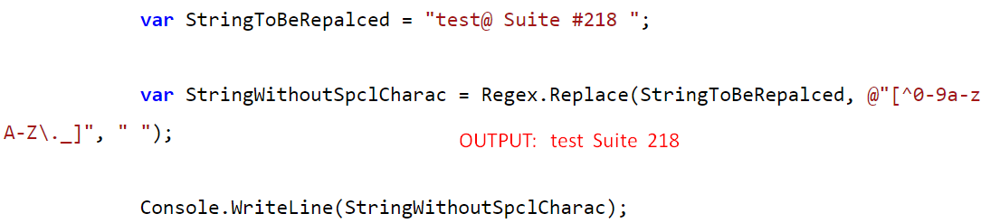 var StringToBeRepalced = "test@ Suite #218 ";
var StringWithoutSpclCharac = Regex.Replace(StringToBeRepalced, @"[^0-9a-z
A-Z\._]", " ");
OUTPUT: test Suite 218
Console.WriteLine(StringWithoutSpclCharac);